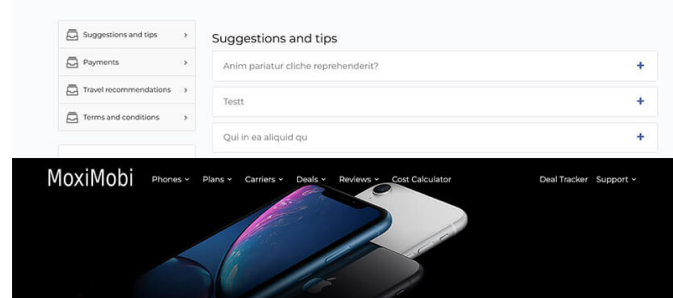 Suggestions and tips
Payments
Travel recommendations
Terms and conditions
Suggestions and tips
Anim pariatur cliche reprehenderit?
Testt
Qui in ea aliquid qu
MoxiMobi Phones Plans Carriers Deals Reviews Cost Calculator Deal Tracker Support